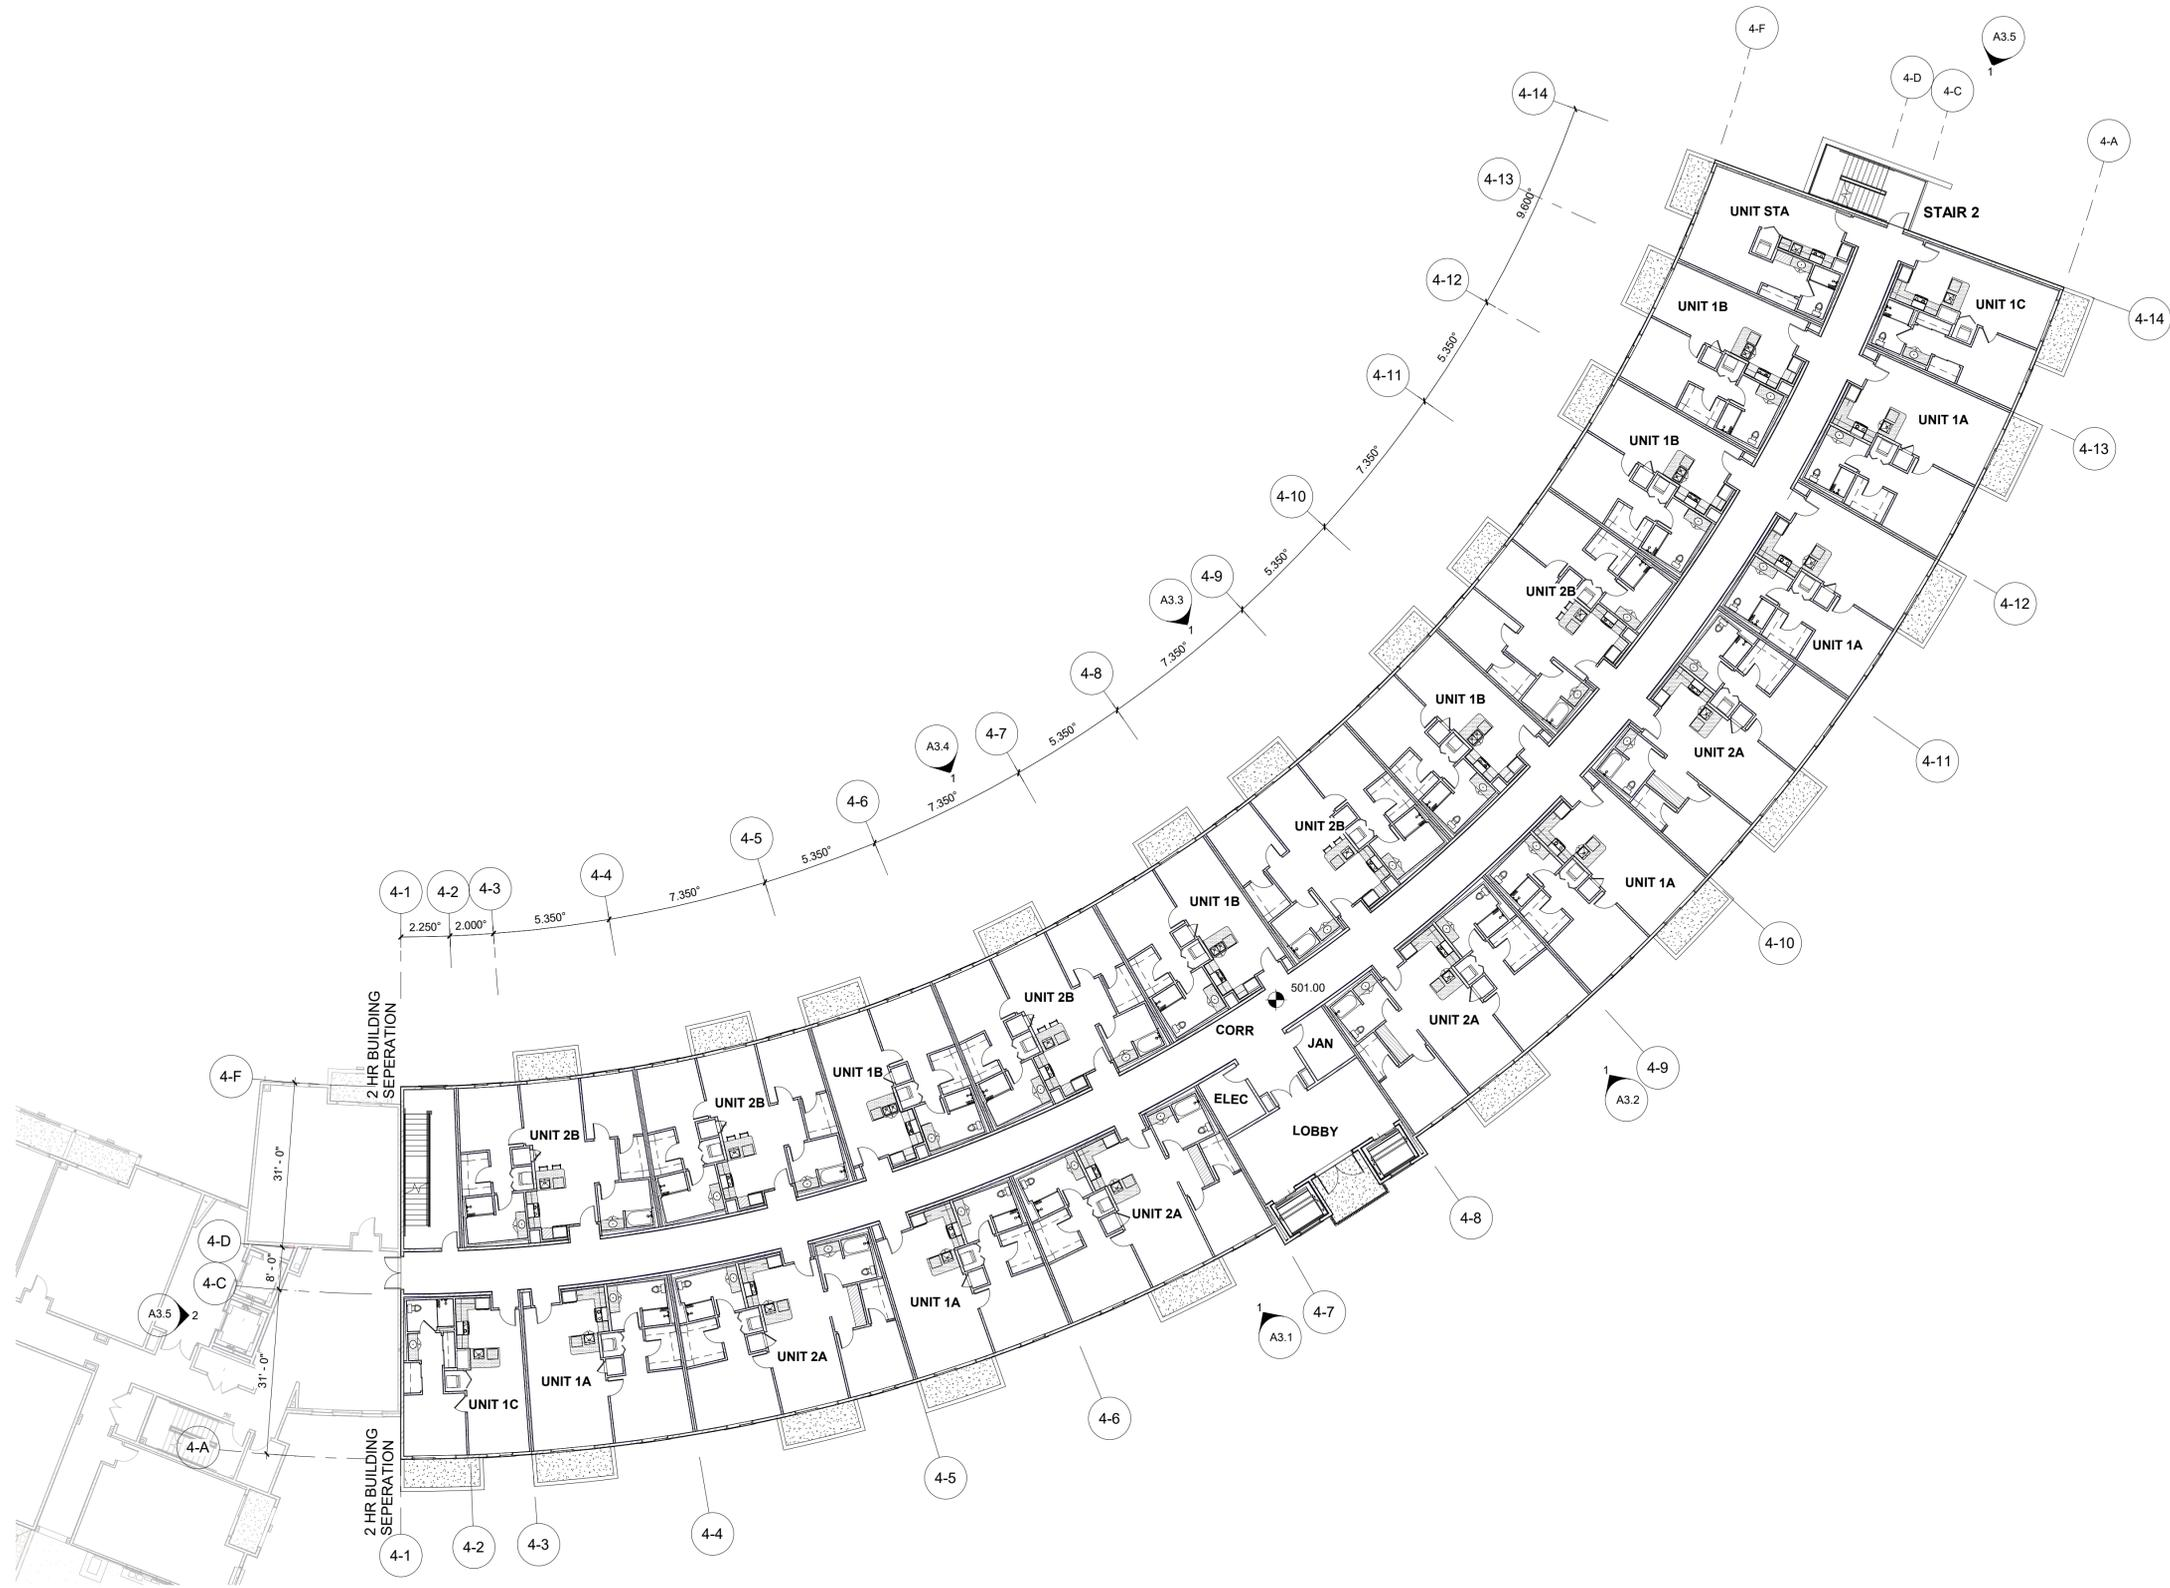 4-F
A3.5
1
4-D
4-C
4-A
4-14
4-13
9.600°
UNIT STA
STAIR 2
4-12
UNIT 1B
UNIT 1C
4-14
5.350°
4-11
UNIT 1A
UNIT 1B
4-13
7.350°
4-10
5.350°
4-9
A3.3
1
UNIT 2B
4-12
UNIT 1A
7.350°
4-8
UNIT 1B
5.350°
4-7
A3.4
1
UNIT 2A
4-11
7.350°
4-6
UNIT 2B
5.350°
4-5
4-4
7.350°
UNIT 1A
4-1
4-2
4-3
2.250°
2.000°
5.350°
UNIT 1B
4-10
2 HR BUILDING
SEPERATION
501.00
UNIT 2B
CORR
UNIT 2A
JAN
4-9
1
A3.2
4-F
UNIT 1B
UNIT 2B
ELEC
UNIT 2B
LOBBY
31' - 0"
UNIT 2A
4-8
4-D
8' - 0"
4-C
A3.5
2
UNIT 1A
4-7
1
A3.1
UNIT 2A
31' - 0"
UNIT 1A
UNIT 1C
4-6
4-A
2 HR BUILDING
SEPERATION
4-5
4-4
4-3
4-2
4-1